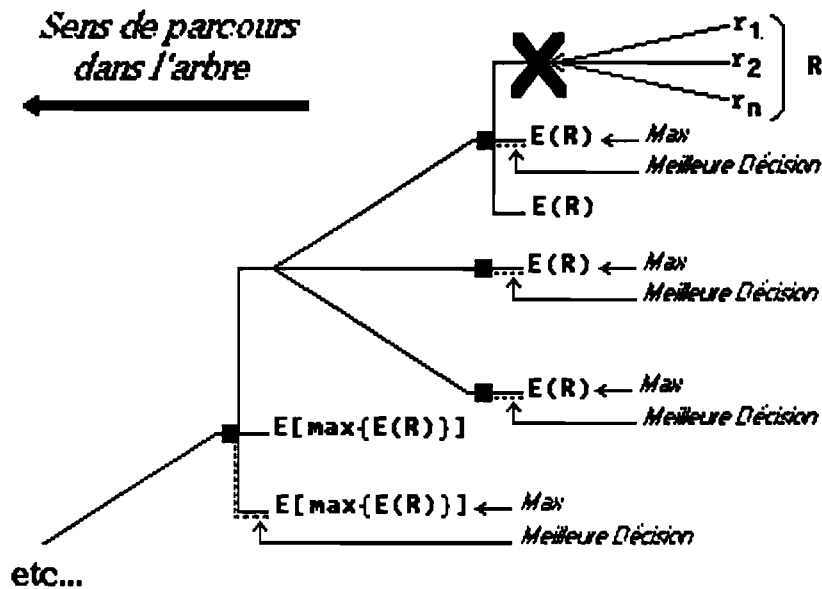 Sens de parcours
dans l'arbre
r1
r2
rn
R
E(R) Max
Meilleure Décision
E(R)
E(R) Max
Meilleure Décision
E(R) Max
Meilleure Décision
E[max{E(R)}]
E[max{E(R)}] Max
Meilleure Décision
etc...